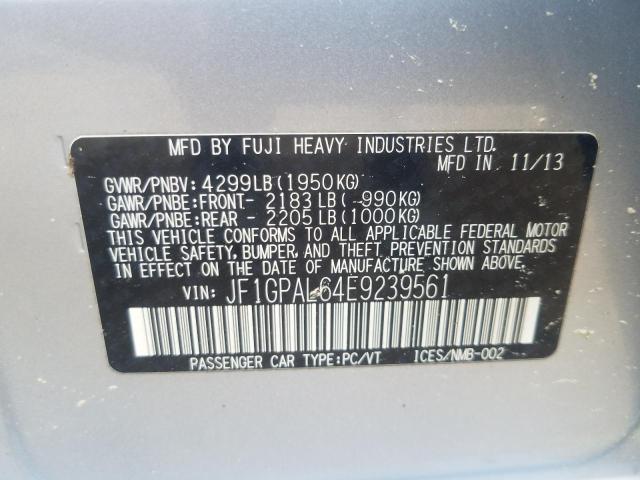 MFD BY FUJI HEAVY INDUSTRIES LTD.
MFD IN 11/13
GVWR/PNBV: 4299LB (1950KG)
GAWR/PNBE:FRONT- 2183 LB ( 990KG)
GAWR/PNBE:REAR - 2205 LB (1000KG)
THIS VEHICLE CONFORMS TO ALL APPLICABLE FEDERAL MOTOR
VEHICLE SAFETY, BUMPER, AND THEFT PREVENTION STANDARDS
IN EFFECT ON THE DATE OF MANUFACTURE SHOWN ABOVE.
VIN: JF1GPAL64E9239561
PASSENGER CAR TYPE:PC/VT ICES/NMB-002